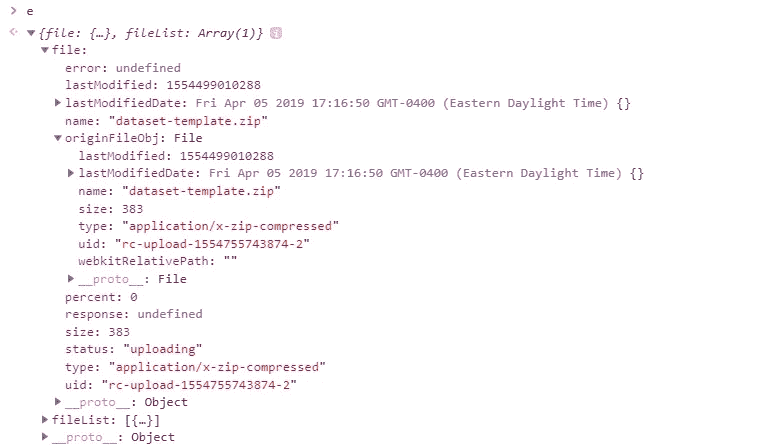 e
{file: {…}, fileList: Array(1)} i
file:
error: undefined
lastModified: 1554499010288
lastModifiedDate: Fri Apr 05 2019 17:16:50 GMT-0400 (Eastern Daylight Time) {}
name: "dataset-template.zip"
originFileObj: File
lastModified: 1554499010288
lastModifiedDate: Fri Apr 05 2019 17:16:50 GMT-0400 (Eastern Daylight Time) {}
name: "dataset-template.zip"
size: 383
type: "application/x-zip-compressed"
uid: "rc-upload-1554755743874-2"
webkitRelativePath: ""
__proto__: File
percent: 0
response: undefined
size: 383
status: "uploading"
type: "application/x-zip-compressed"
uid: "rc-upload-1554755743874-2"
__proto__: Object
fileList: [{…}]
__proto__: Object